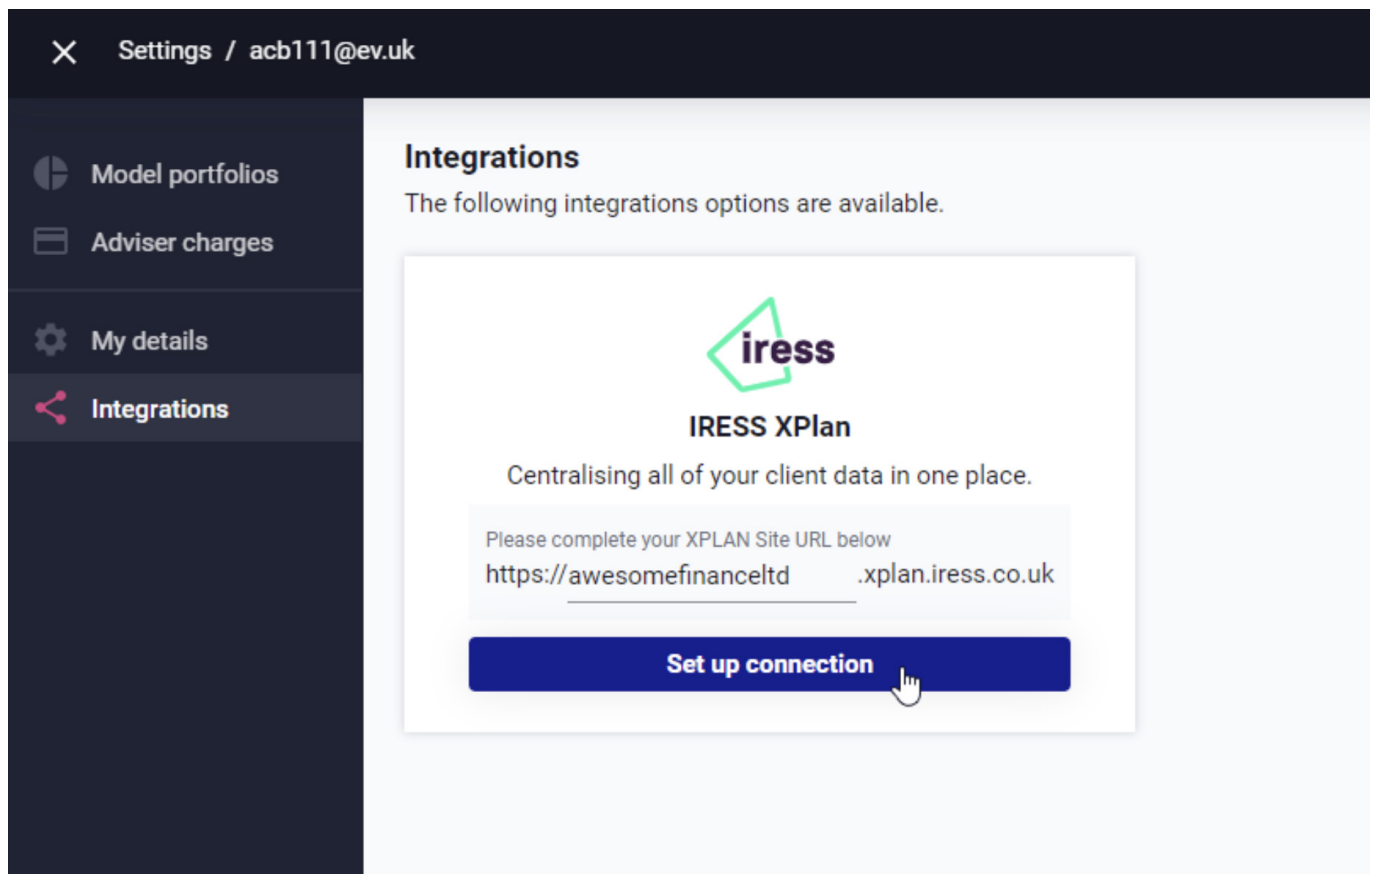 Settings / acb111@ev.uk
Model portfolios
Adviser charges
My details
Integrations
Integrations
The following integrations options are available.
iress
IRESS XPlan
Centralising all of your client data in one place.
Please complete your XPLAN Site URL below
https://awesomefinanceltd .xplan.iress.co.uk
Set up connection